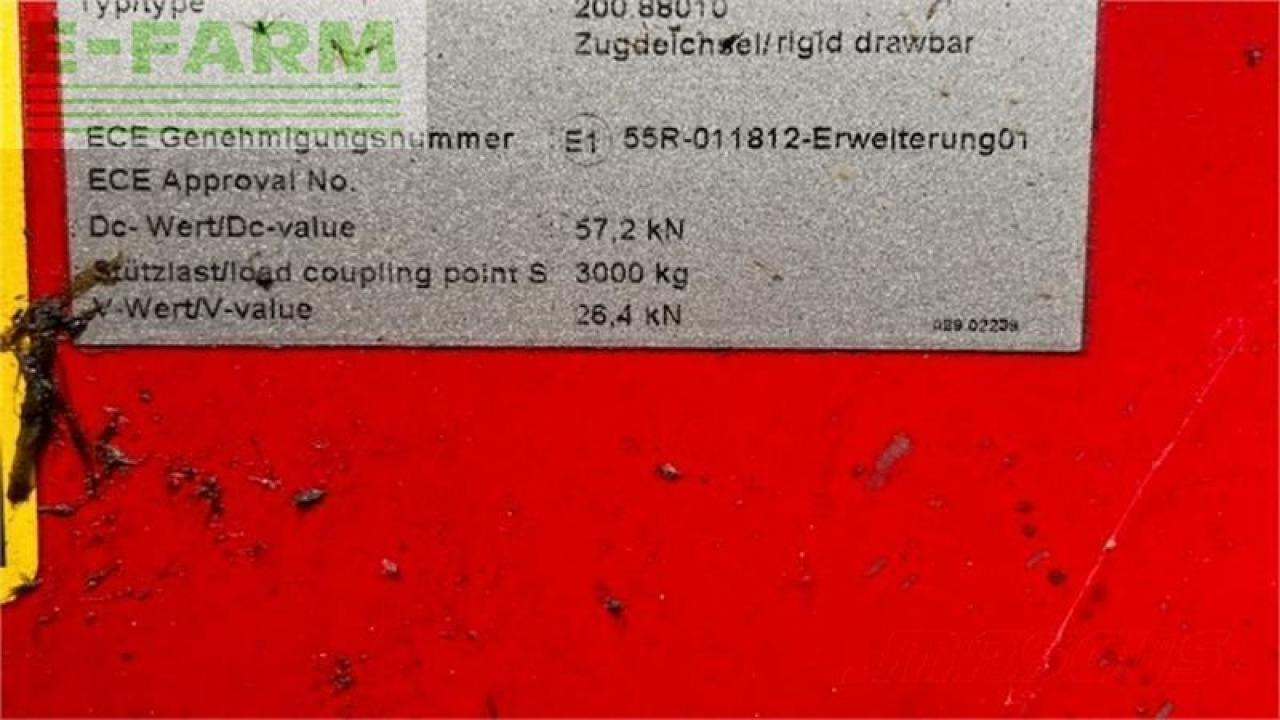 Typ/type 200.88010
E-FARM
Zugdeichsel/rigid drawbar
ECE Genehmigungsnummer E1 55R-011812-Erweiterung01
ECE Approval No.
Dc- Wert/Dc-value 57,2 kN
Stützlast/load coupling point S 3000 kg
V-Wert/V-value 26,4 kN
029.02239
mascus